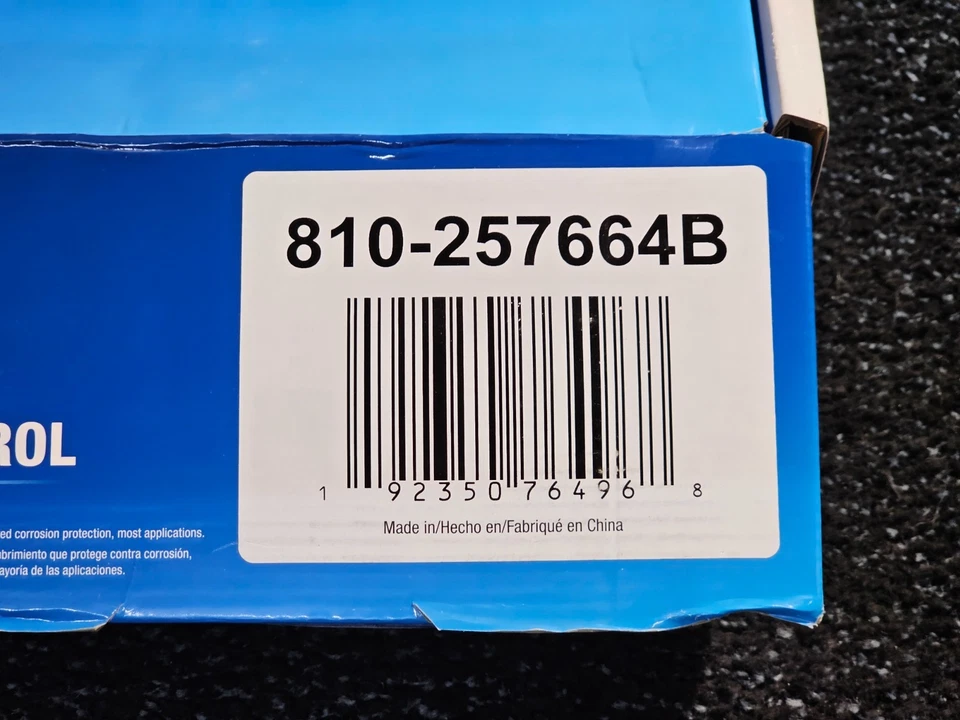 810-257664B
1 92350 76496 8
Made in/Hecho en/Fabriqué en China
ROL
ed corrosion protection, most applications.
ubrimiento que protege contra corrosión,
ayoría de las aplicaciones.